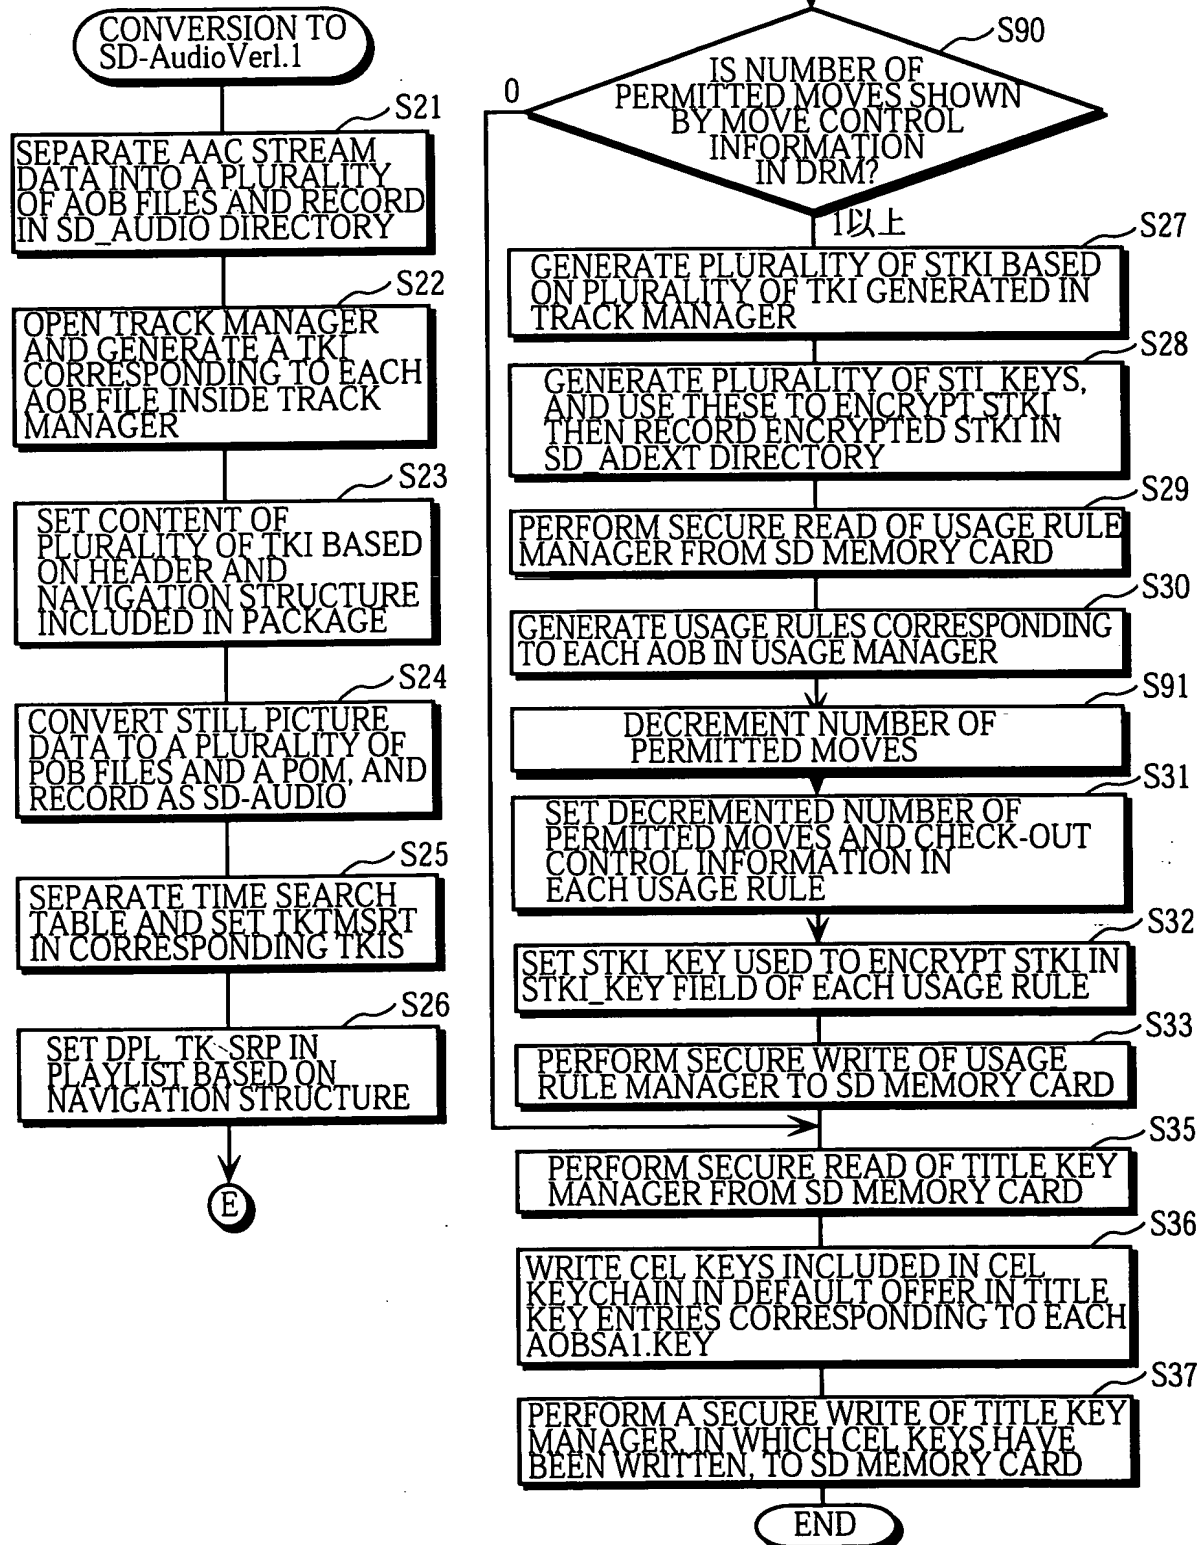 CONVERSION TO
SD-AudioVerl.1
S21
SEPARATE AAC STREAM
DATA INTO A PLURALITY
OF AOB FILES AND RECORD
IN SD_AUDIO DIRECTORY
S22
OPEN TRACK MANAGER
AND GENERATE A TKI
CORRESPONDING TO EACH
AOB FILE INSIDE TRACK
MANAGER
S23
SET CONTENT OF
PLURALITY OF TKI BASED
ON HEADER AND
NAVIGATION STRUCTURE
INCLUDED IN PACKAGE
S24
CONVERT STILL PICTURE
DATA TO A PLURALITY OF
POB FILES AND A POM, AND
RECORD AS SD-AUDIO
S25
SEPARATE TIME SEARCH
TABLE AND SET TKTMSRT
IN CORRESPONDING TKIS
S26
SET DPL_TK-SRP IN
PLAYLIST BASED ON
NAVIGATION STRUCTURE
E
S90
IS NUMBER OF
PERMITTED MOVES SHOWN
BY MOVE CONTROL
INFORMATION
IN DRM?
0
1以上
S27
GENERATE PLURALITY OF STKI BASED
ON PLURALITY OF TKI GENERATED IN
TRACK MANAGER
S28
GENERATE PLURALITY OF STI_KEYS,
AND USE THESE TO ENCRYPT STKI,
THEN RECORD ENCRYPTED STKI IN
SD_ADEXT DIRECTORY
S29
PERFORM SECURE READ OF USAGE RULE
MANAGER FROM SD MEMORY CARD
S30
GENERATE USAGE RULES CORRESPONDING
TO EACH AOB IN USAGE MANAGER
S91
DECREMENT NUMBER OF
PERMITTED MOVES
S31
SET DECREMENTED NUMBER OF
PERMITTED MOVES AND CHECK-OUT
CONTROL INFORMATION IN
EACH USAGE RULE
S32
SET STKI_KEY USED TO ENCRYPT STKI IN
STKI_KEY FIELD OF EACH USAGE RULE
S33
PERFORM SECURE WRITE OF USAGE
RULE MANAGER TO SD MEMORY CARD
S35
PERFORM SECURE READ OF TITLE KEY
MANAGER FROM SD MEMORY CARD
S36
WRITE CEL KEYS INCLUDED IN CEL
KEYCHAIN IN DEFAULT OFFER IN TITLE
KEY ENTRIES CORRESPONDING TO EACH
AOBSA1.KEY
S37
PERFORM A SECURE WRITE OF TITLE KEY
MANAGER, IN WHICH CEL KEYS HAVE
BEEN WRITTEN, TO SD MEMORY CARD
END